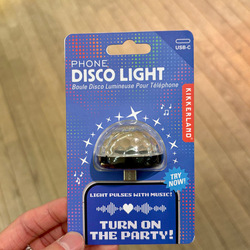 USB-C
PHONE
DISCO LIGHT
Boule Disco Lumineuse Pour Téléphone
KIKKERLAND
TRY
NOW!
LIGHT PULSES WITH MUSIC!
TURN ON
THE PARTY!